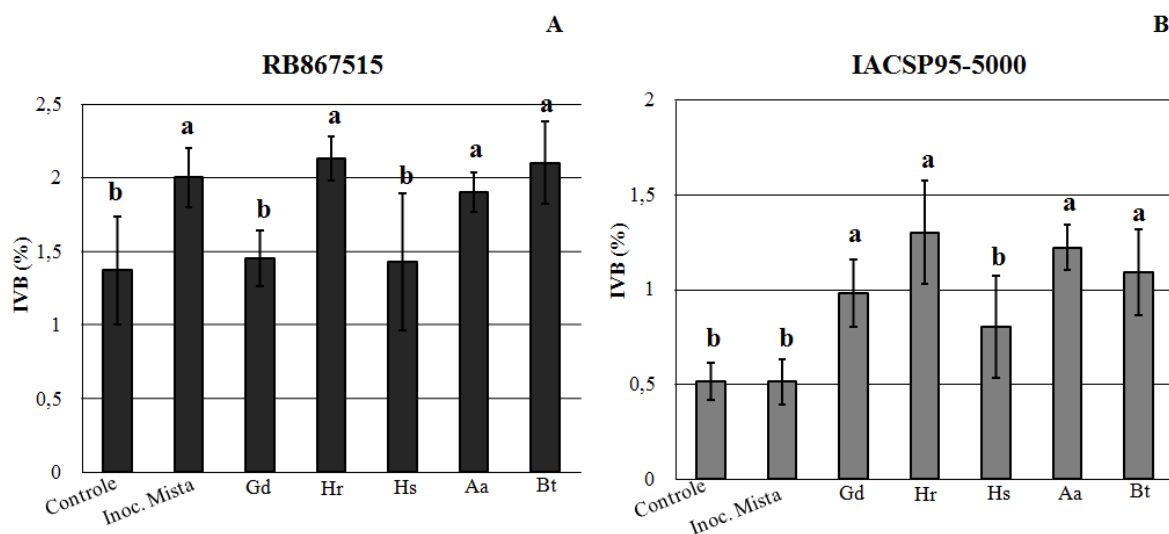 A
RB867515
2,5
2
1,5
1
0,5
0
IVB (%)
b
a
b
a
b
a
a
Controle
Inoc. Mista
Gd
Hr
Hs
Aa
Bt
B
IACSP95-5000
2
1,5
1
0,5
0
IVB (%)
b
b
a
a
b
a
a
Controle
Inoc. Mista
Gd
Hr
Hs
Aa
Bt